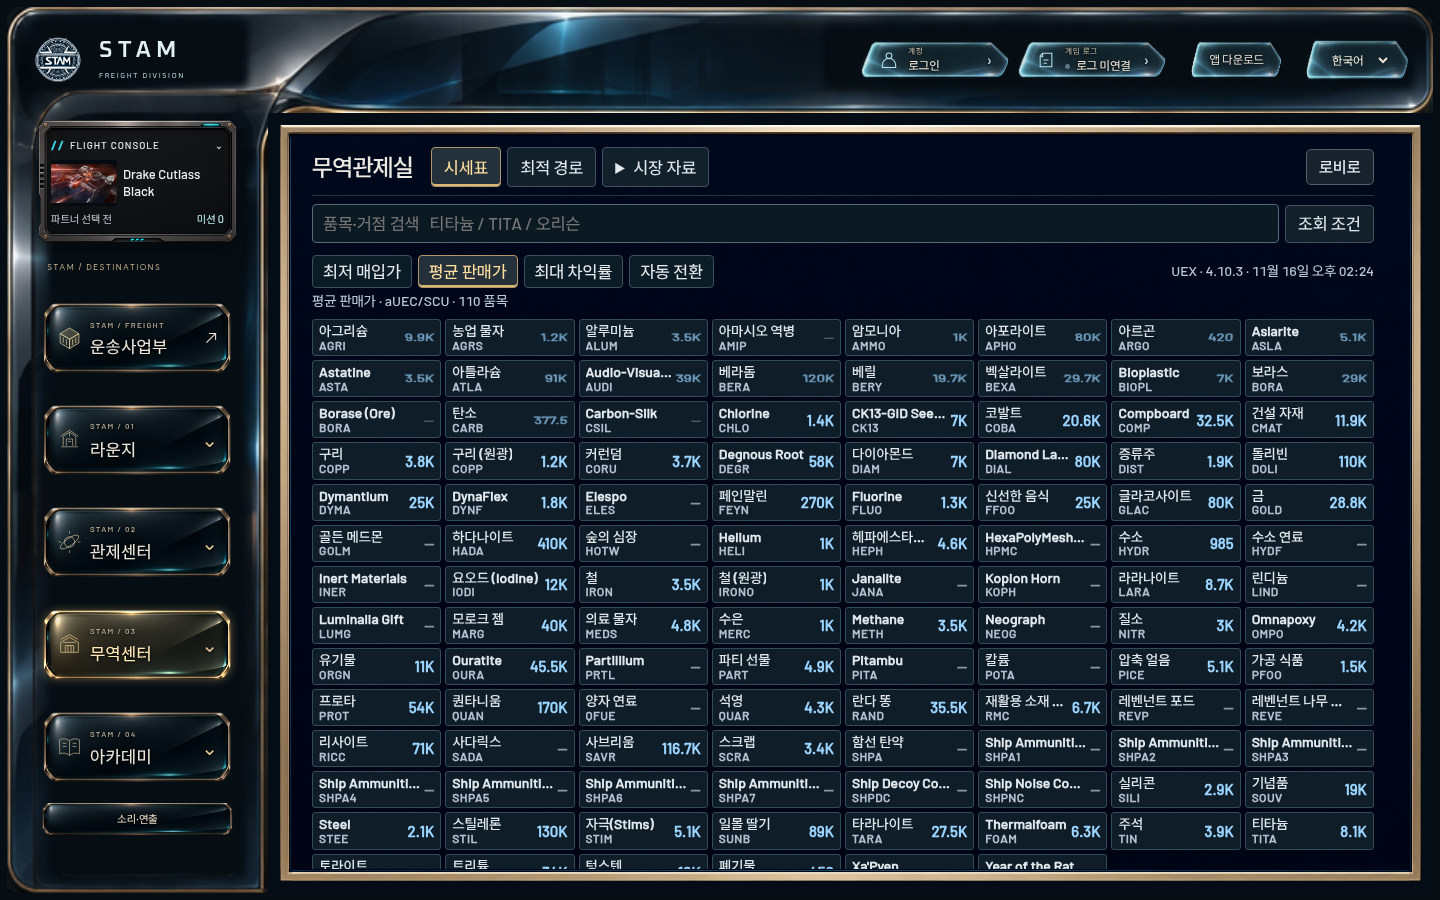 STAM
FREIGHT DIVISION
계정
로그인
게임 로그
로그 미연결
앱 다운로드
한국어
// FLIGHT CONSOLE
Drake Cutlass
Black
파트너 선택 전
미션 0
STAM / DESTINATIONS
STAM / FREIGHT
운송사업부
STAM / 01
라운지
STAM / 02
관제센터
STAM / 03
무역센터
STAM / 04
아카데미
소리·연출
무역관제실
시세표
최적 경로
▶ 시장 자료
로비로
품목·거점 검색 티타늄 / TITA / 오리슨
조회 조건
최저 매입가
평균 판매가
최대 차익률
자동 전환
UEX · 4.10.3 · 11월 16일 오후 02:24
평균 판매가 · aUEC/SCU · 110 품목
아그리슘 AGRI 9.9K
농업 물자 AGRS 1.2K
알루미늄 ALUM 3.5K
아마시오 역병 AMIP —
암모니아 AMMO 1K
아포라이트 APHO 80K
아르곤 ARGO 420
Aslarite ASLA 5.1K
Astatine ASTA 3.5K
아틀라슘 ATLA 91K
Audio-Visua... AUDI 39K
베라돔 BERA 120K
베릴 BERY 19.7K
벡살라이트 BEXA 29.7K
Bioplastic BIOPL 7K
보라스 BORA 29K
Borase (Ore) BORA —
탄소 CARB 377.5
Carbon-Silk CSIL —
Chlorine CHLO 1.4K
CK13-GID See... CK13 7K
코발트 COBA 20.6K
Compboard COMP 32.5K
건설 자재 CMAT 11.9K
구리 COPP 3.8K
구리 (원광) COPP 1.2K
커런덤 CORU 3.7K
Degnous Root DEGR 58K
다이아몬드 DIAM 7K
Diamond La... DIAL 80K
증류주 DIST 1.9K
돌리빈 DOLI 110K
Dymantium DYMA 25K
DynaFlex DYNF 1.8K
Elespo ELES —
페인말린 FEYN 270K
Fluorine FLUO 1.3K
신선한 음식 FFOO 25K
글라코사이트 GLAC 80K
금 GOLD 28.8K
골든 메드몬 GOLM —
하다나이트 HADA 410K
숲의 심장 HOTW —
Helium HELI 1K
헤파에스타... HEPH 4.6K
HexaPolyMesh... HPMC —
수소 HYDR 985
수소 연료 HYDF —
Inert Materials INER —
요오드 (Iodine) IODI 12K
철 IRON 3.5K
철 (원광) IRONO 1K
Janalite JANA —
Kopion Horn KOPH —
라라나이트 LARA 8.7K
린디늄 LIND —
Luminalia Gift LUMG —
모로크 젬 MARG 40K
의료 물자 MEDS 4.8K
수은 MERC 1K
Methane METH 3.5K
Neograph NEOG —
질소 NITR 3K
Omnapoxy OMPO 4.2K
유기물 ORGN 11K
Ouratite OURA 45.5K
Partillium PRTL —
파티 선물 PART 4.9K
Pitambu PITA —
칼륨 POTA —
압축 얼음 PICE 5.1K
가공 식품 PFOO 1.5K
프로타 PROT 54K
퀀타니움 QUAN 170K
양자 연료 QFUE —
석영 QUAR 4.3K
란다 똥 RAND 35.5K
재활용 소재 ... RMC 6.7K
레벤넌트 포드 REVP —
레벤넌트 나무 ... REVE —
리사이트 RICC 71K
사다릭스 SADA —
사브리움 SAVR 116.7K
스크랩 SCRA 3.4K
함선 탄약 SHPA —
Ship Ammuniti... SHPA1 —
Ship Ammuniti... SHPA2 —
Ship Ammuniti... SHPA3 —
Ship Ammuniti... SHPA4 —
Ship Ammuniti... SHPA5 —
Ship Ammuniti... SHPA6 —
Ship Ammuniti... SHPA7 —
Ship Decoy Co... SHPDC —
Ship Noise Co... SHPNC —
실리콘 SILI 2.9K
기념품 SOUV 19K
Steel STEE 2.1K
스틸레론 STIL 130K
자극(Stims) STIM 5.1K
일몰 딸기 SUNB 89K
타라나이트 TARA 27.5K
Thermalfoam FOAM 6.3K
주석 TIN 3.9K
티타늄 TITA 8.1K
토라이트
트리튬
텅스텐
폐기물
Xa'Pyen
Year of the Rat